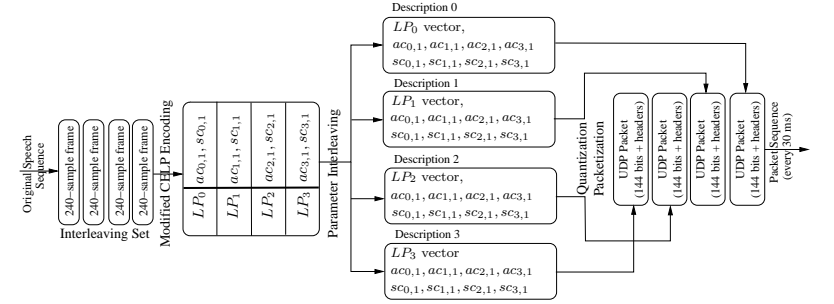 Original Speech
Sequence
240−sample frame
240−sample frame
240−sample frame
240−sample frame
Interleaving Set
Modified CELP Encoding
ac0,1, sc0,1
ac1,1, sc1,1
ac2,1, sc2,1
ac3,1, sc3,1
LP0
LP1
LP2
LP3
Parameter Interleaving
Description 0
LP0 vector,
ac0,1, ac1,1, ac2,1, ac3,1
sc0,1, sc1,1, sc2,1, sc3,1
Description 1
LP1 vector,
ac0,1, ac1,1, ac2,1, ac3,1
sc0,1, sc1,1, sc2,1, sc3,1
Description 2
LP2 vector,
ac0,1, ac1,1, ac2,1, ac3,1
sc0,1, sc1,1, sc2,1, sc3,1
Description 3
LP3 vector
ac0,1, ac1,1, ac2,1, ac3,1
sc0,1, sc1,1, sc2,1, sc3,1
Quantization
Packetization
UDP Packet
(144 bits + headers)
UDP Packet
(144 bits + headers)
UDP Packet
(144 bits + headers)
UDP Packet
(144 bits + headers)
Packet Sequence
(every 30 ms)